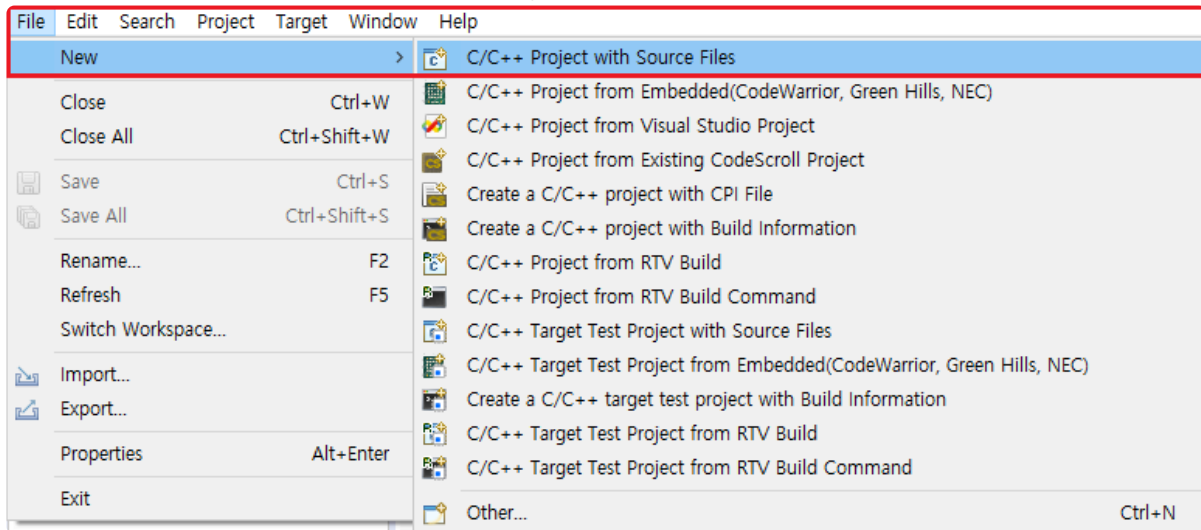 File Edit Search Project Target Window Help
New >
Close Ctrl+W
Close All Ctrl+Shift+W
Save Ctrl+S
Save All Ctrl+Shift+S
Rename... F2
Refresh F5
Switch Workspace...
Import...
Export...
Properties Alt+Enter
Exit
C/C++ Project with Source Files
C/C++ Project from Embedded(CodeWarrior, Green Hills, NEC)
C/C++ Project from Visual Studio Project
C/C++ Project from Existing CodeScroll Project
Create a C/C++ project with CPI File
Create a C/C++ project with Build Information
C/C++ Project from RTV Build
C/C++ Project from RTV Build Command
C/C++ Target Test Project with Source Files
C/C++ Target Test Project from Embedded(CodeWarrior, Green Hills, NEC)
Create a C/C++ target test project with Build Information
C/C++ Target Test Project from RTV Build
C/C++ Target Test Project from RTV Build Command
Other... Ctrl+N